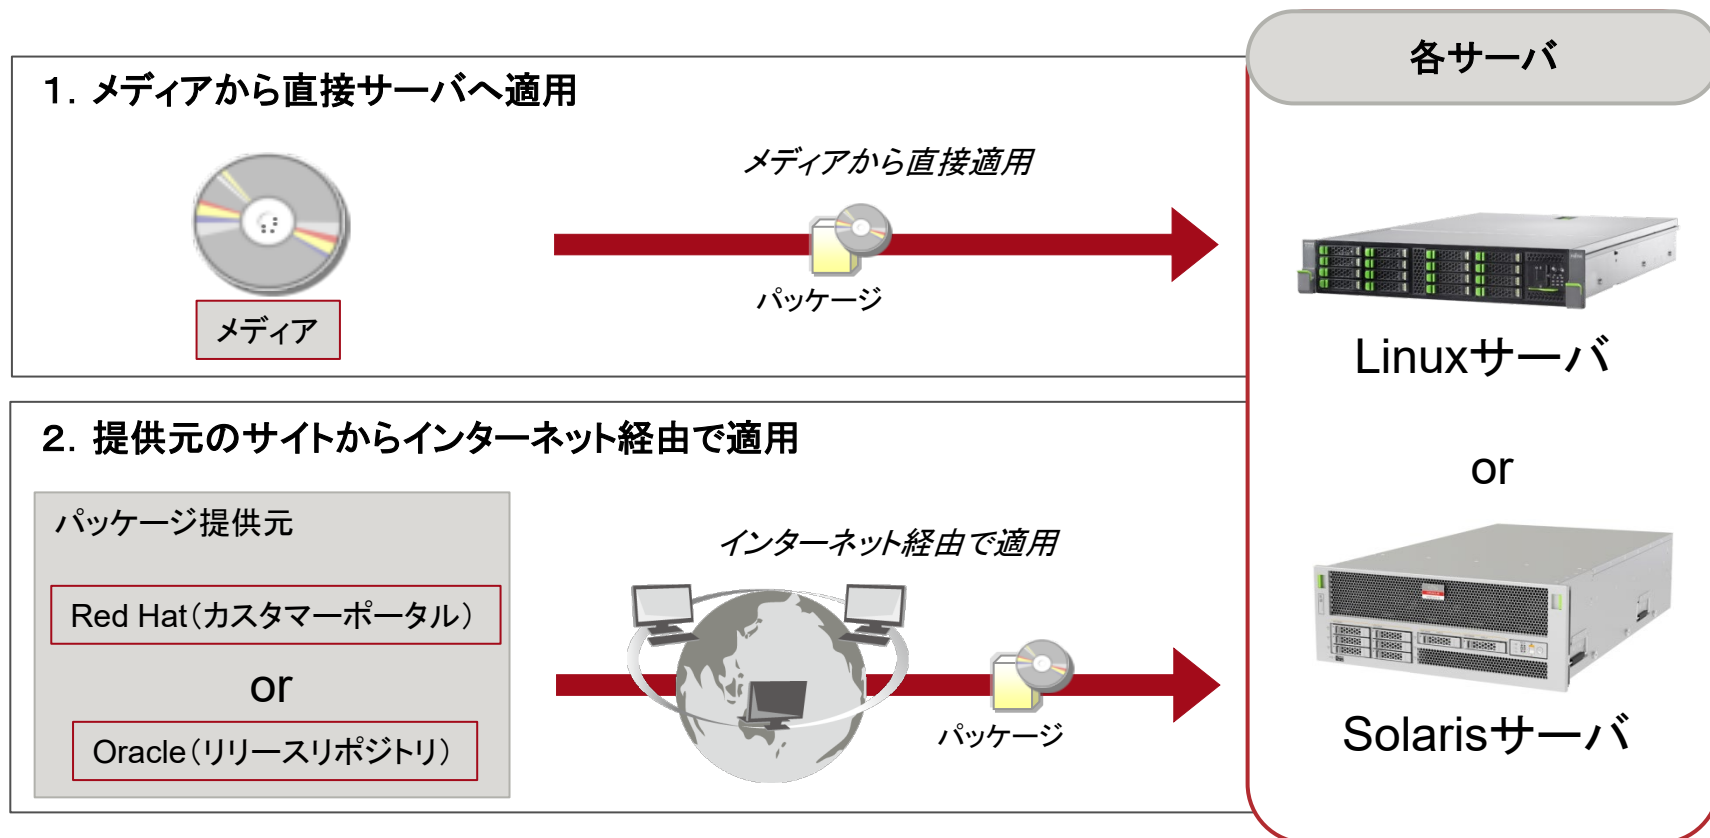 各サーバ
1. メディアから直接サーバへ適用
メディアから直接適用
パッケージ
メディア
Linuxサーバ
or
Solarisサーバ
2. 提供元のサイトからインターネット経由で適用
パッケージ提供元
Red Hat(カスタマーポータル)
or
Oracle(リリースリポジトリ)
インターネット経由で適用
パッケージ